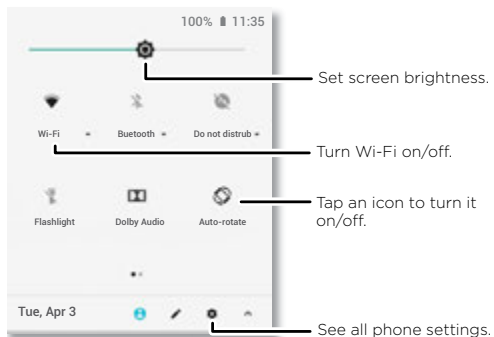 100% 11:35
Set screen brightness.
Wi-Fi Buetooth Do not distrub
Turn Wi-Fi on/off.
Tap an icon to turn it
on/off.
Flashlight Dolby Audio Auto-rotate
Tue, Apr 3
See all phone settings.